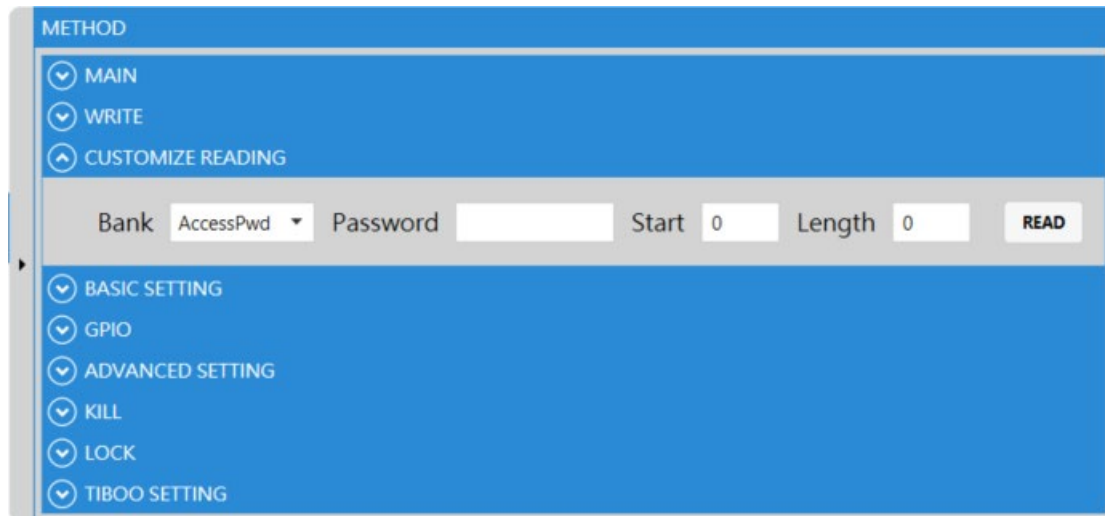 METHOD
MAIN
WRITE
CUSTOMIZE READING
Bank AccessPwd Password Start 0 Length 0 READ
BASIC SETTING
GPIO
ADVANCED SETTING
KILL
LOCK
TIBOO SETTING